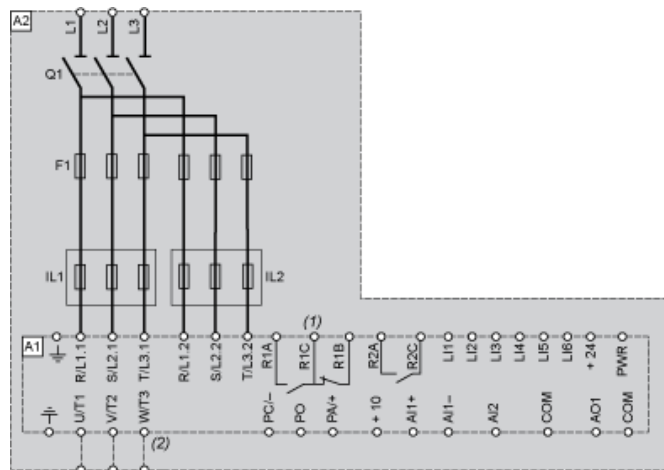 A2
L1 L2 L3
Q1
F1
IL1 IL2
(1)
A1
R/L1.1 S/L2.1 T/L3.1 R/L1.2 S/L2.2 T/L3.2 R1A R1C R1B R2A R2C LI1 LI2 LI3 LI4 LI5 LI6 + 24 PWR
U/T1 V/T2 W/T3 PC/– PO PA/+ + 10 AI1+ AI1– AI2 COM AO1 COM
(2)